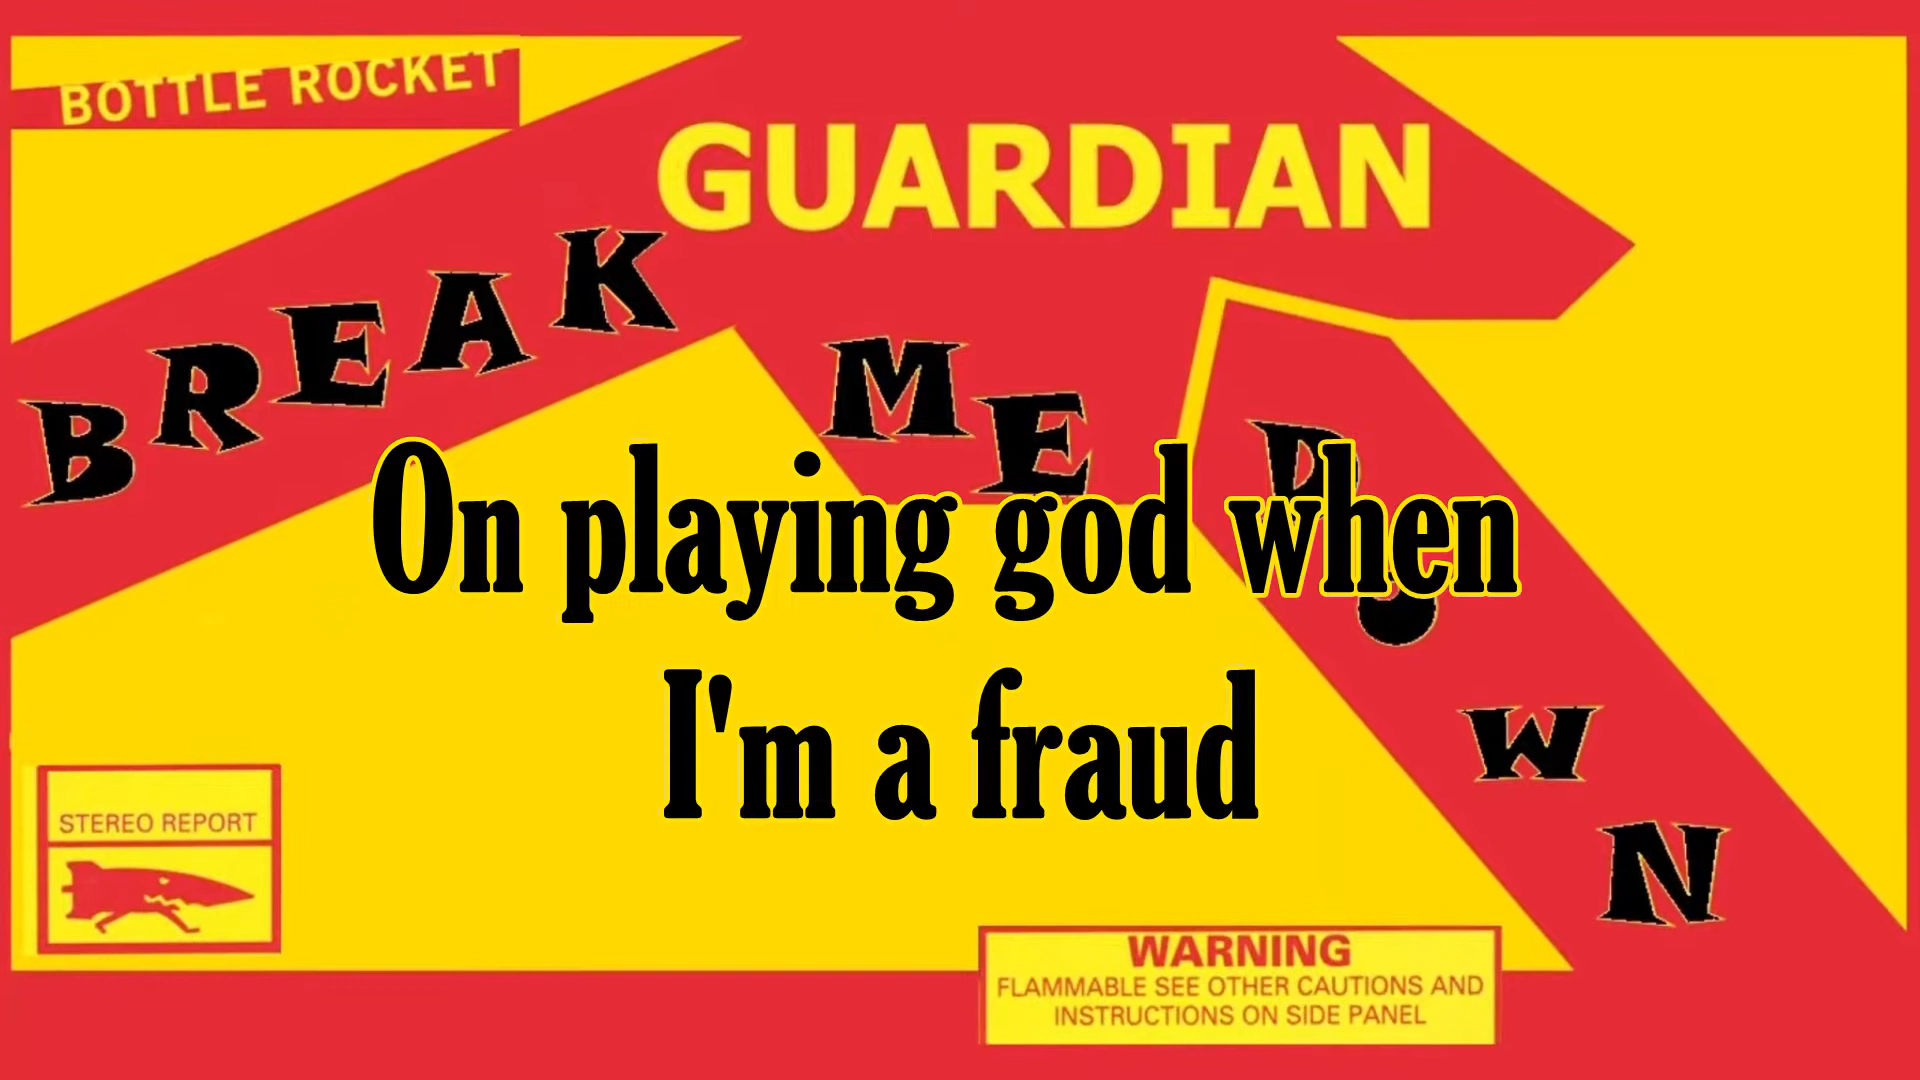 BOTTLE ROCKET
GUARDIAN
BREAK ME DOWN
On playing god when
I'm a fraud
STEREO REPORT
WARNING
FLAMMABLE SEE OTHER CAUTIONS AND
INSTRUCTIONS ON SIDE PANEL